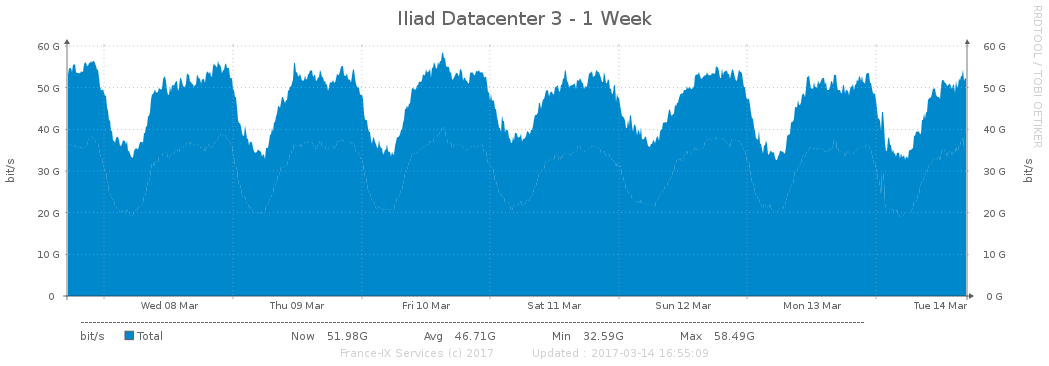 Iliad Datacenter 3 - 1 Week
RRDTOOL / TOBI OETIKER
60 G 60 G
50 G 50 G
40 G 40 G
30 G 30 G
20 G 20 G
10 G 10 G
0 0 G
bit/s bit/s
Wed 08 Mar Thu 09 Mar Fri 10 Mar Sat 11 Mar Sun 12 Mar Mon 13 Mar Tue 14 Mar
bit/s Total Now 51.98G Avg 46.71G Min 32.59G Max 58.49G
France-IX Services (c) 2017 Updated : 2017-03-14 16:55:09